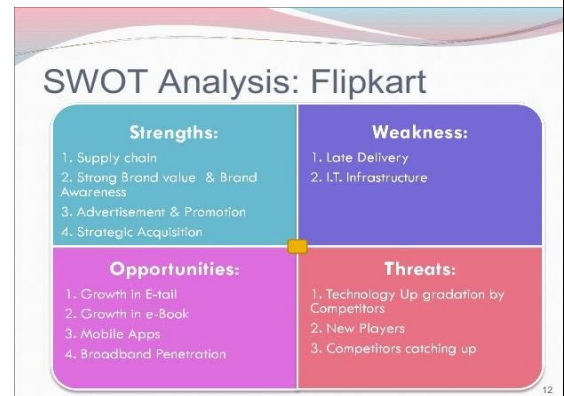 SWOT Analysis: Flipkart
Strengths:
1. Supply chain
2. Strong Brand value & Brand
Awareness
3. Advertisement & Promotion
4. Strategic Acquisition
Weakness:
1. Late Delivery
2. I.T. Infrastructure
Opportunities:
1. Growth in E-tail
2. Growth in e-Book
3. Mobile Apps
4. Broadband Penetration
Threats:
1. Technology Up gradation by
Competitors
2. New Players
3. Competitors catching up
12